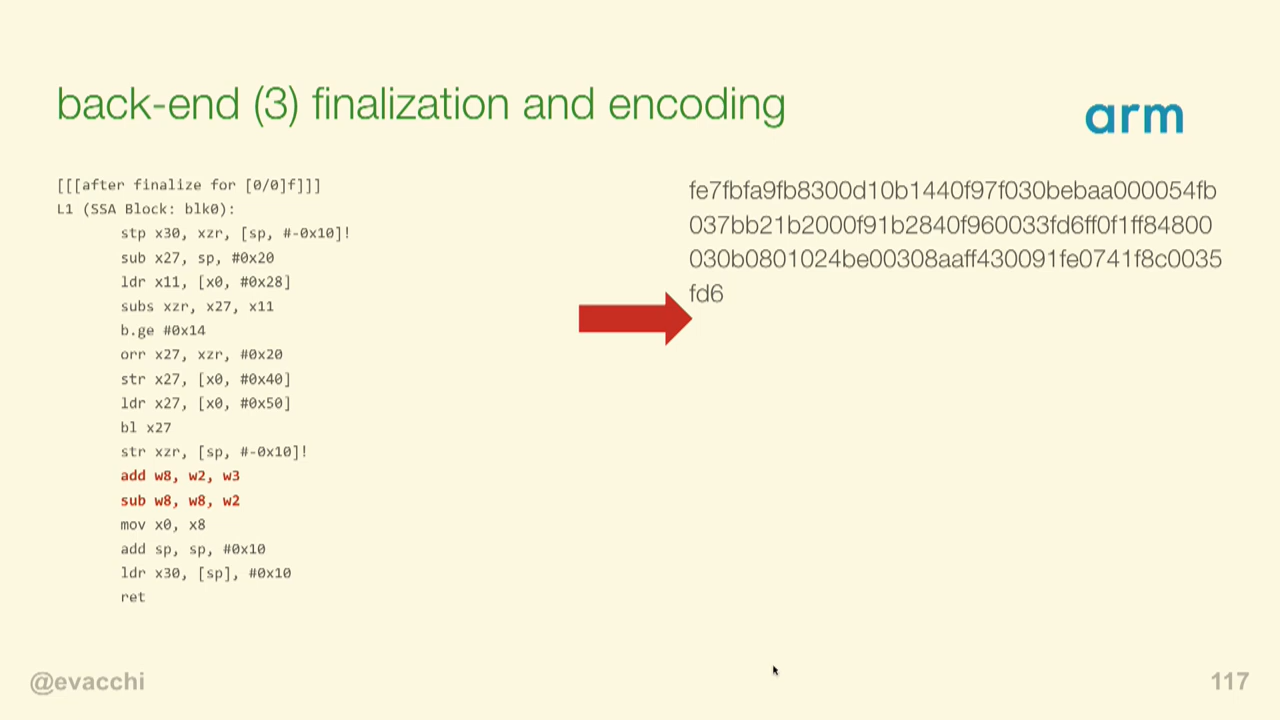 back-end (3) finalization and encoding
arm
[[[after finalize for [0/0]f]]]
L1 (SSA Block: blk0):
stp x30, xzr, [sp, #-0x10]!
sub x27, sp, #0x20
ldr x11, [x0, #0x28]
subs xzr, x27, x11
b.ge #0x14
orr x27, xzr, #0x20
str x27, [x0, #0x40]
ldr x27, [x0, #0x50]
bl x27
str xzr, [sp, #-0x10]!
add w8, w2, w3
sub w8, w8, w2
mov x0, x8
add sp, sp, #0x10
ldr x30, [sp], #0x10
ret
fe7fbfa9fb8300d10b1440f97f030bebaa000054fb
037bb21b2000f91b2840f960033fd6ff0f1ff84800
030b0801024be00308aaff430091fe0741f8c0035
fd6
@evacchi
117